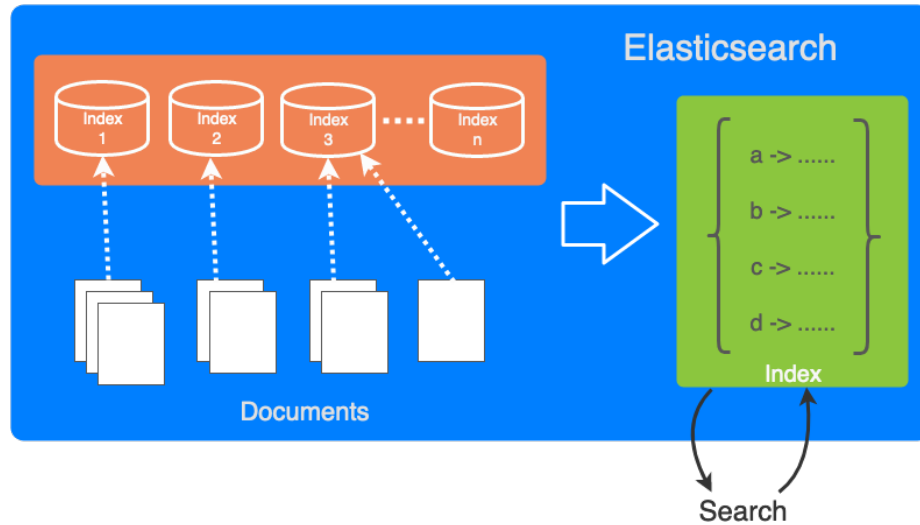 Elasticsearch
Index
1
Index
2
Index
3
Index
n
a -> ......
b -> ......
c -> ......
d -> ......
Index
Documents
Search